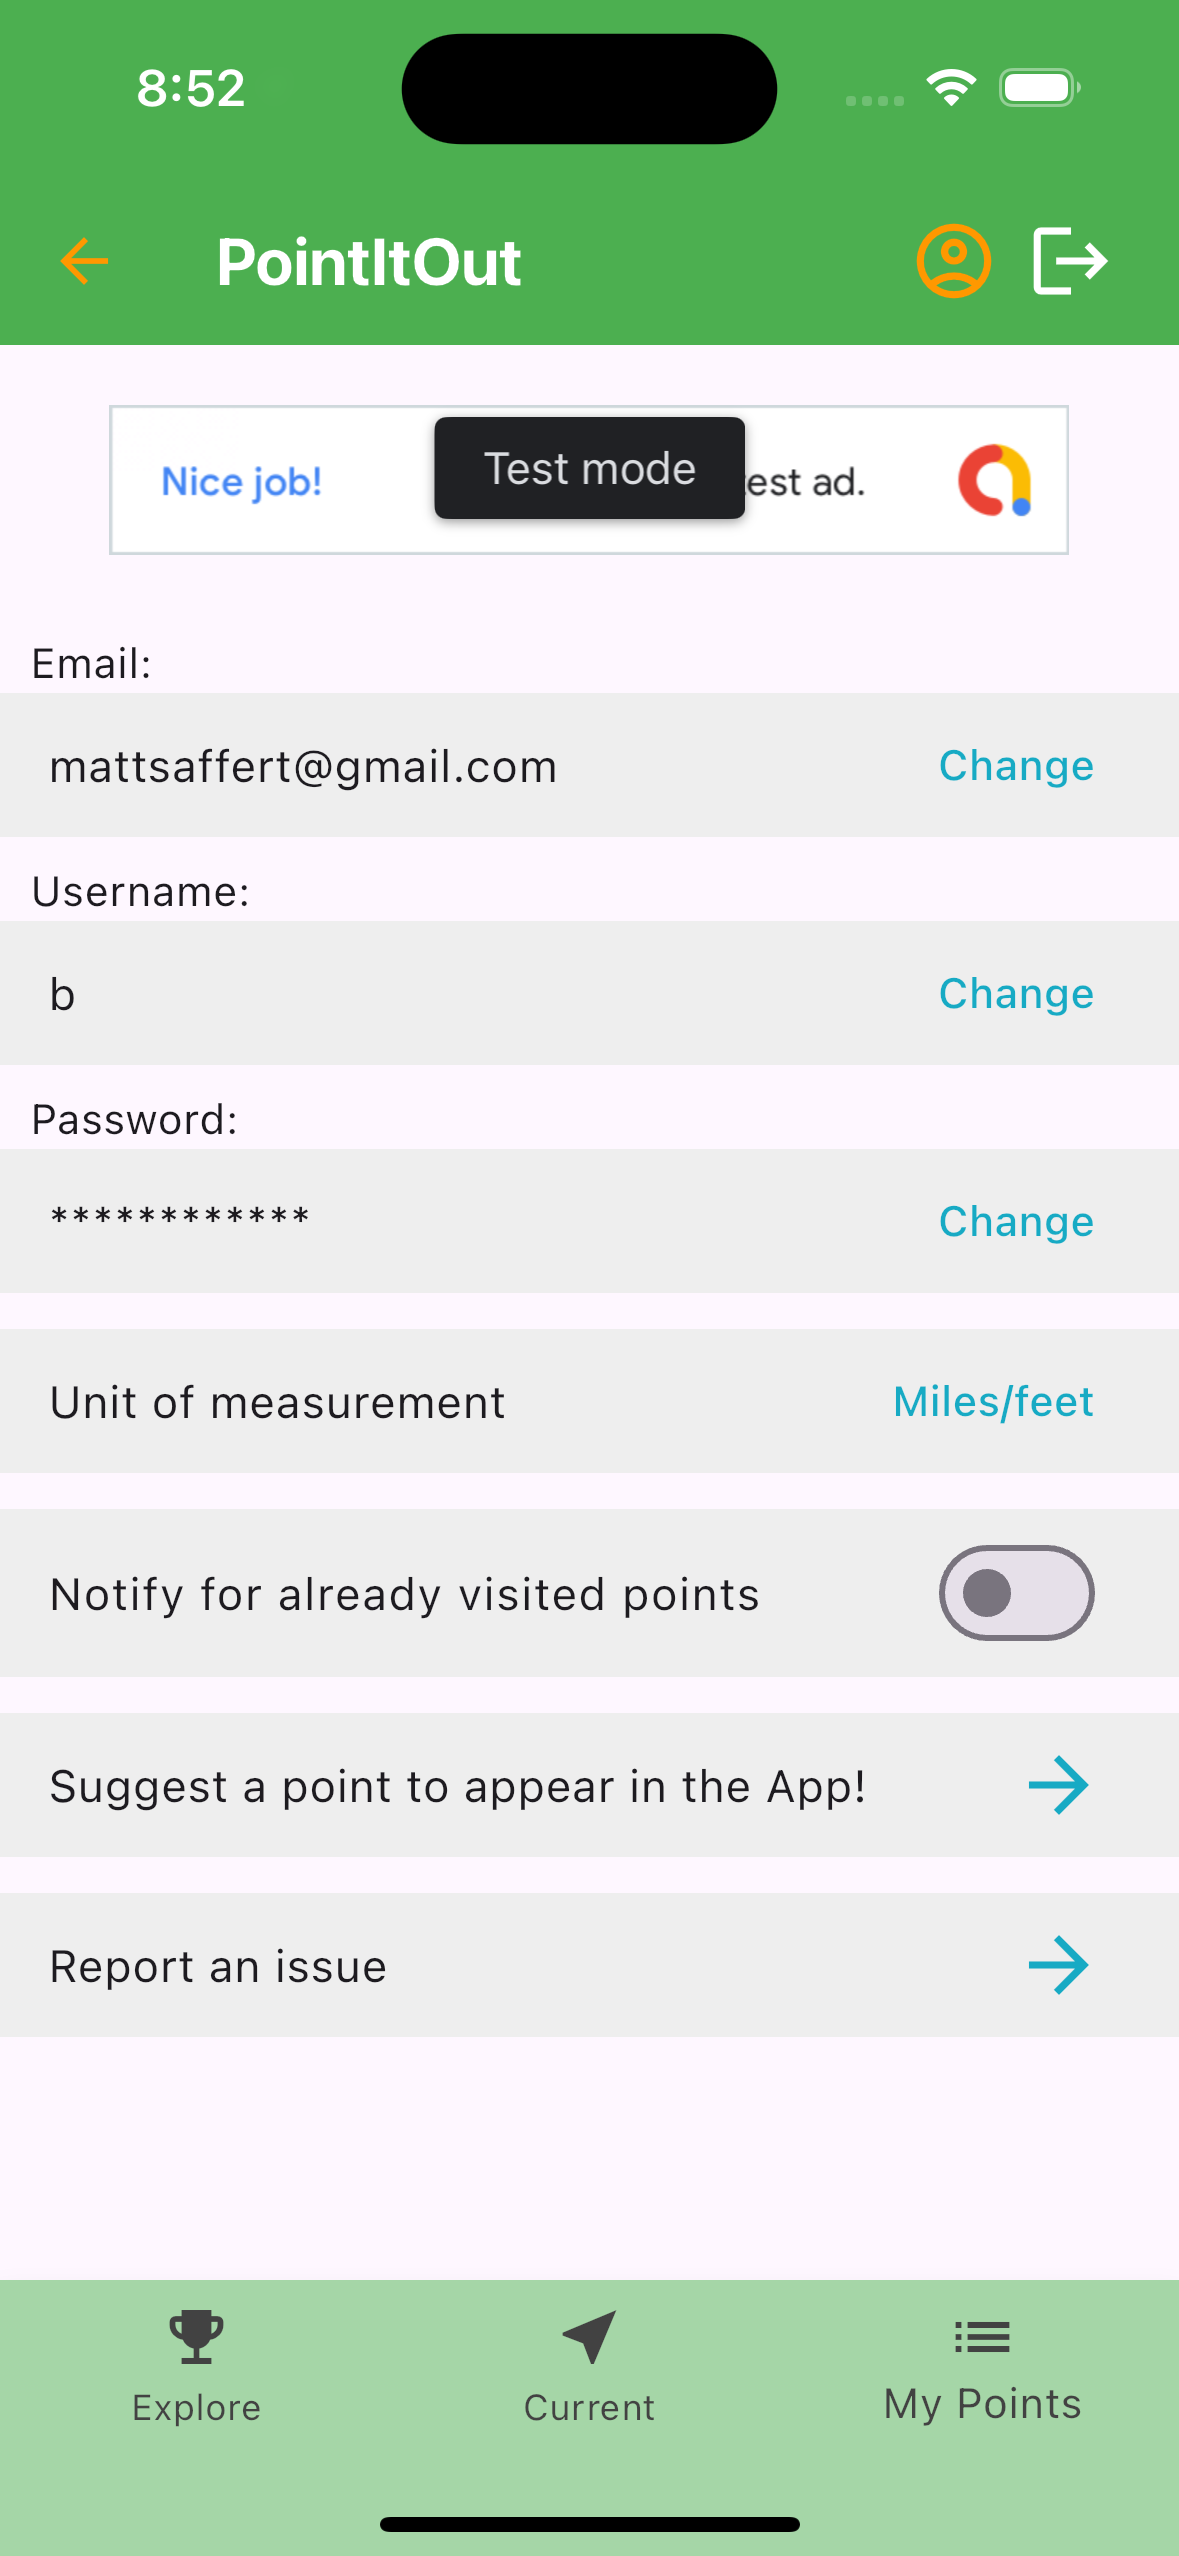 8:52
PointItOut
Nice job!
Test mode
est ad.
Email:
mattsaffert@gmail.com
Change
Username:
b
Change
Password:
************
Change
Unit of measurement
Miles/feet
Notify for already visited points
Suggest a point to appear in the App!
Report an issue
Explore
Current
My Points